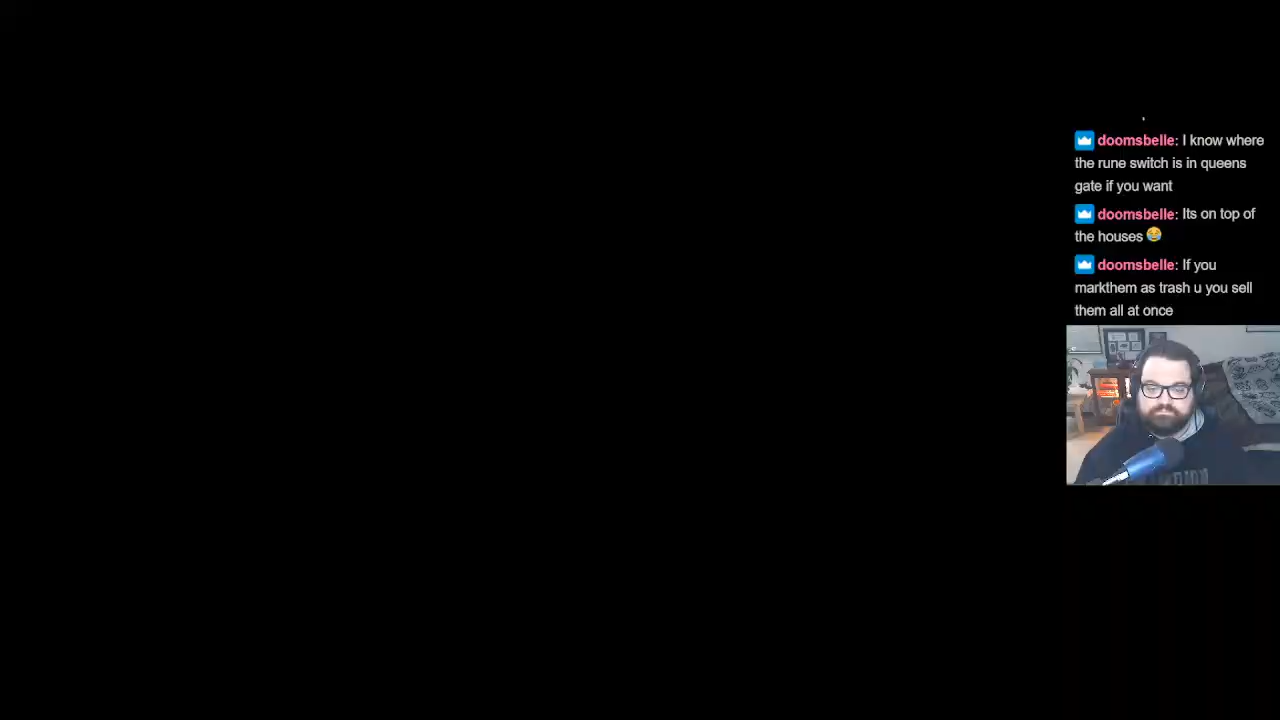 doomsbelle: I know where
the rune switch is in queens
gate if you want
doomsbelle: Its on top of
the houses 😂
doomsbelle: If you
markthem as trash u you sell
them all at once